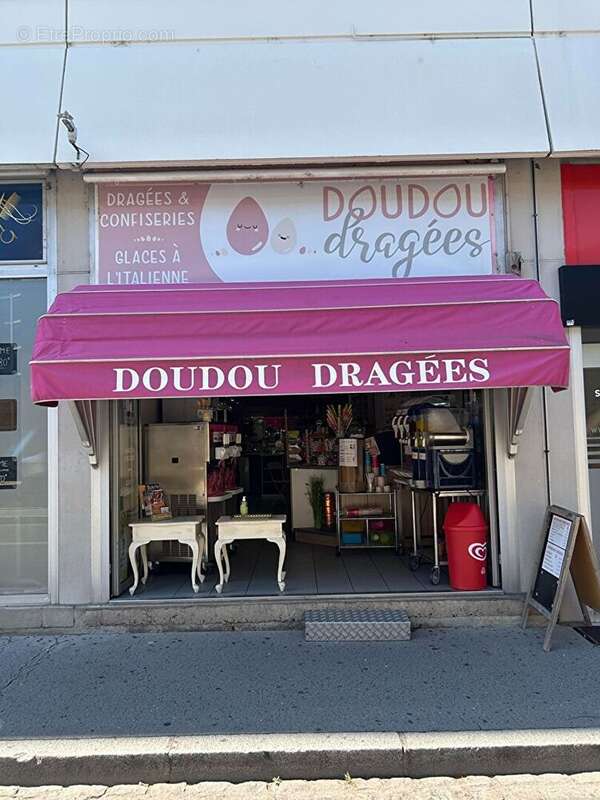 © EtreProprio.com
DRAGÉES &
CONFISERIES
GLACES À
L'ITALIENNE
DOUDOU
dragées
DOUDOU DRAGÉES